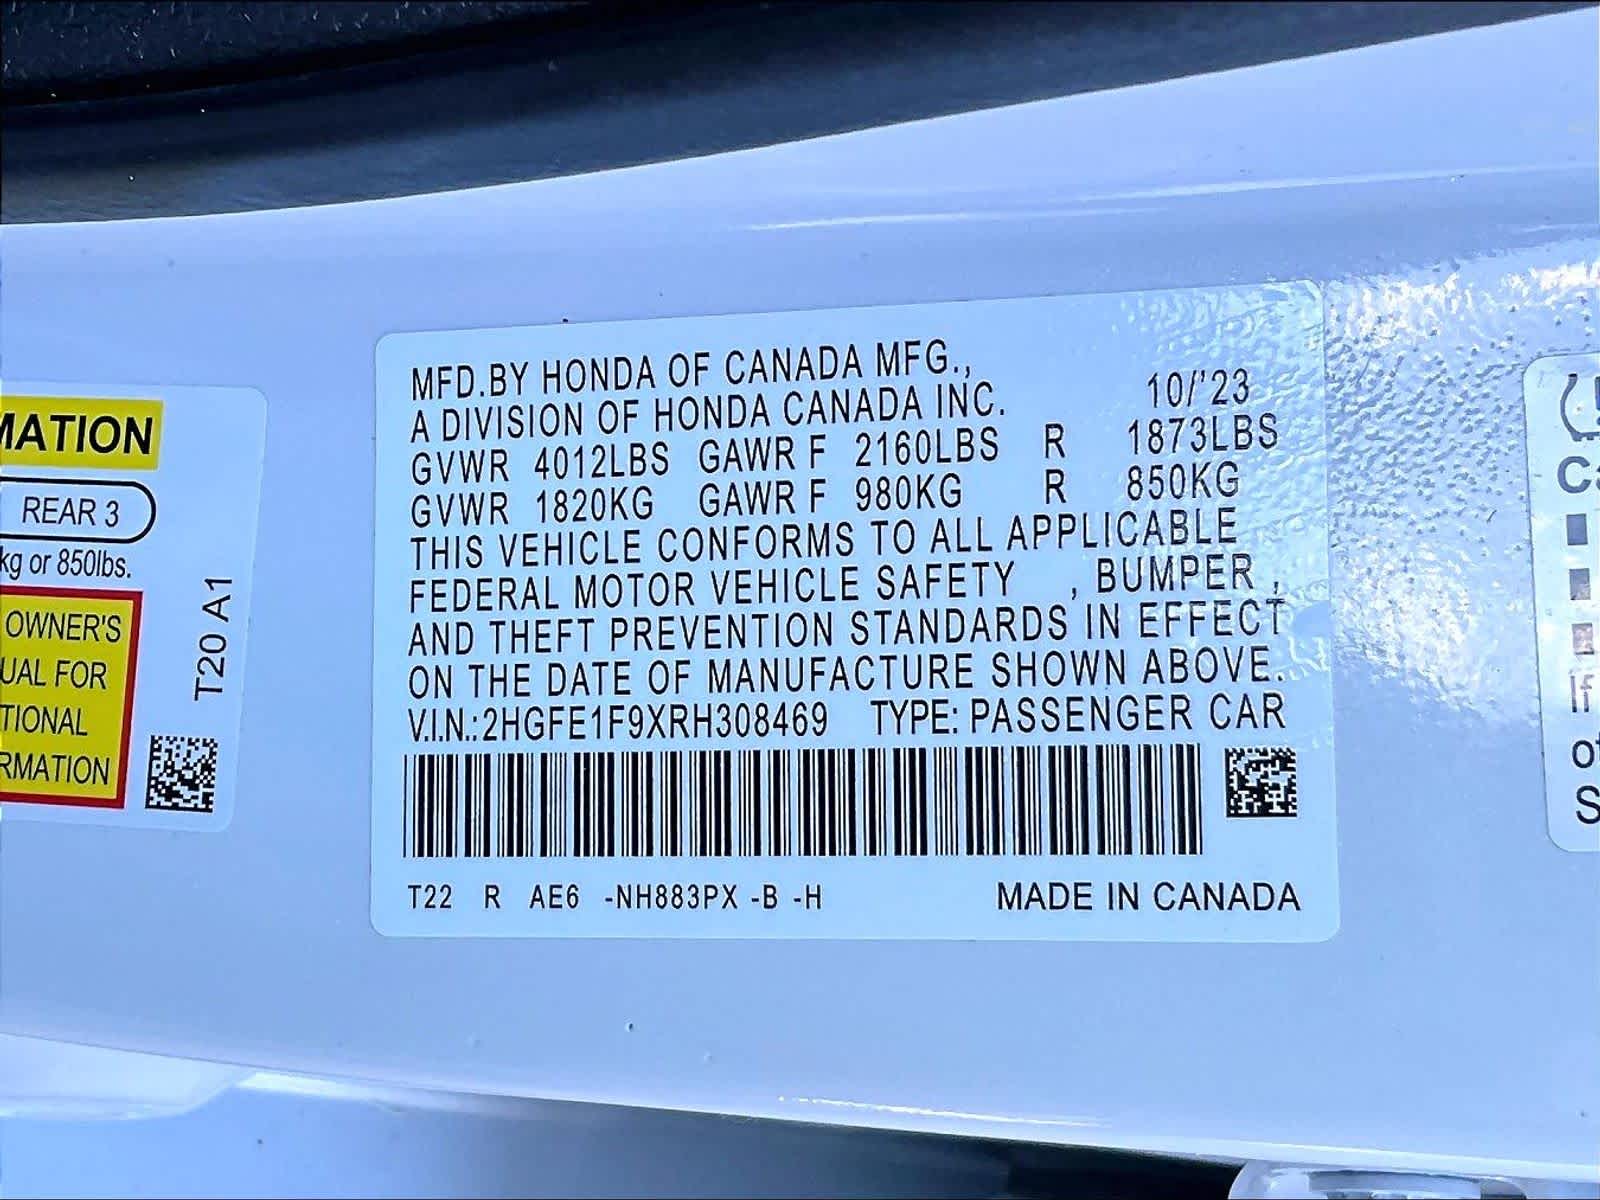 MATION
REAR 3
kg or 850lbs.
OWNER'S
UAL FOR
TIONAL
RMATION
T20 A1
MFD.BY HONDA OF CANADA MFG.,
A DIVISION OF HONDA CANADA INC. 10/'23
GVWR 4012LBS GAWR F 2160LBS R 1873LBS
GVWR 1820KG GAWR F 980KG R 850KG
THIS VEHICLE CONFORMS TO ALL APPLICABLE
FEDERAL MOTOR VEHICLE SAFETY , BUMPER ,
AND THEFT PREVENTION STANDARDS IN EFFECT
ON THE DATE OF MANUFACTURE SHOWN ABOVE.
V.I.N.:2HGFE1F9XRH308469 TYPE: PASSENGER CAR
T22 R AE6 -NH883PX -B -H MADE IN CANADA
If